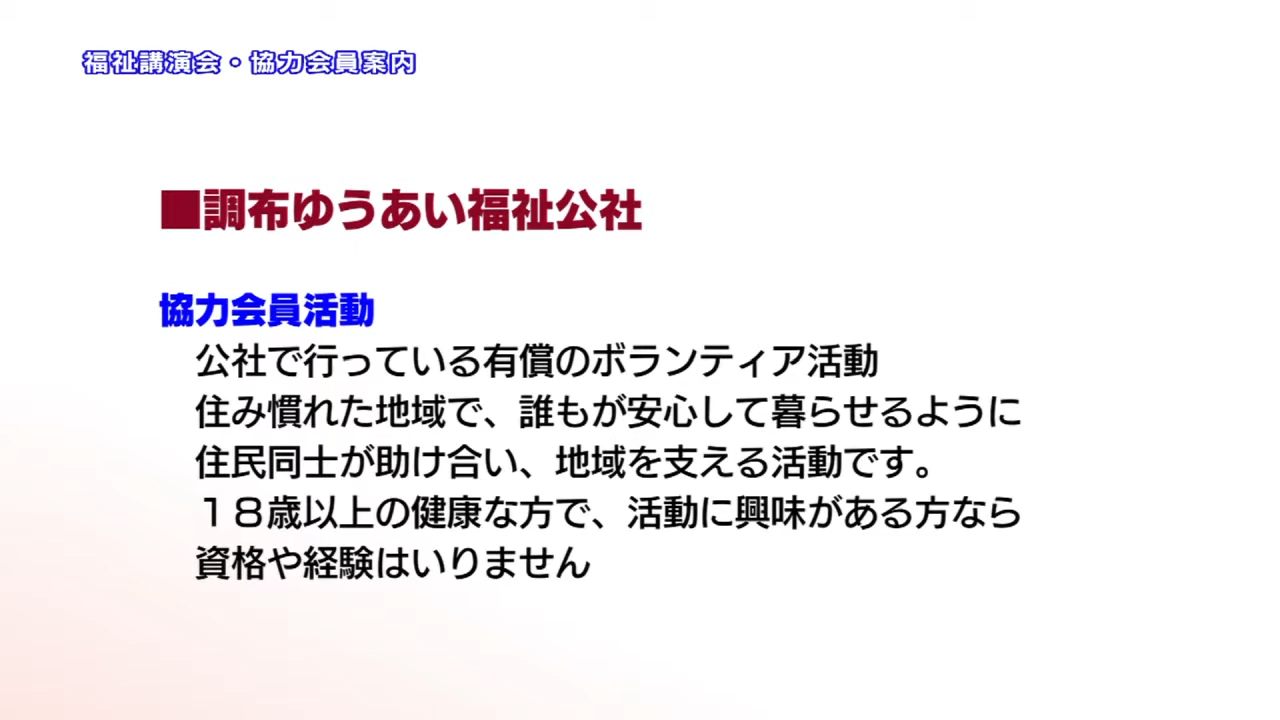 福祉講演会・協力会員案内
■調布ゆうあい福祉公社
協力会員活動
公社で行っている有償のボランティア活動
住み慣れた地域で、誰もが安心して暮らせるように
住民同士が助け合い、地域を支える活動です。
１８歳以上の健康な方で、活動に興味がある方なら
資格や経験はいりません